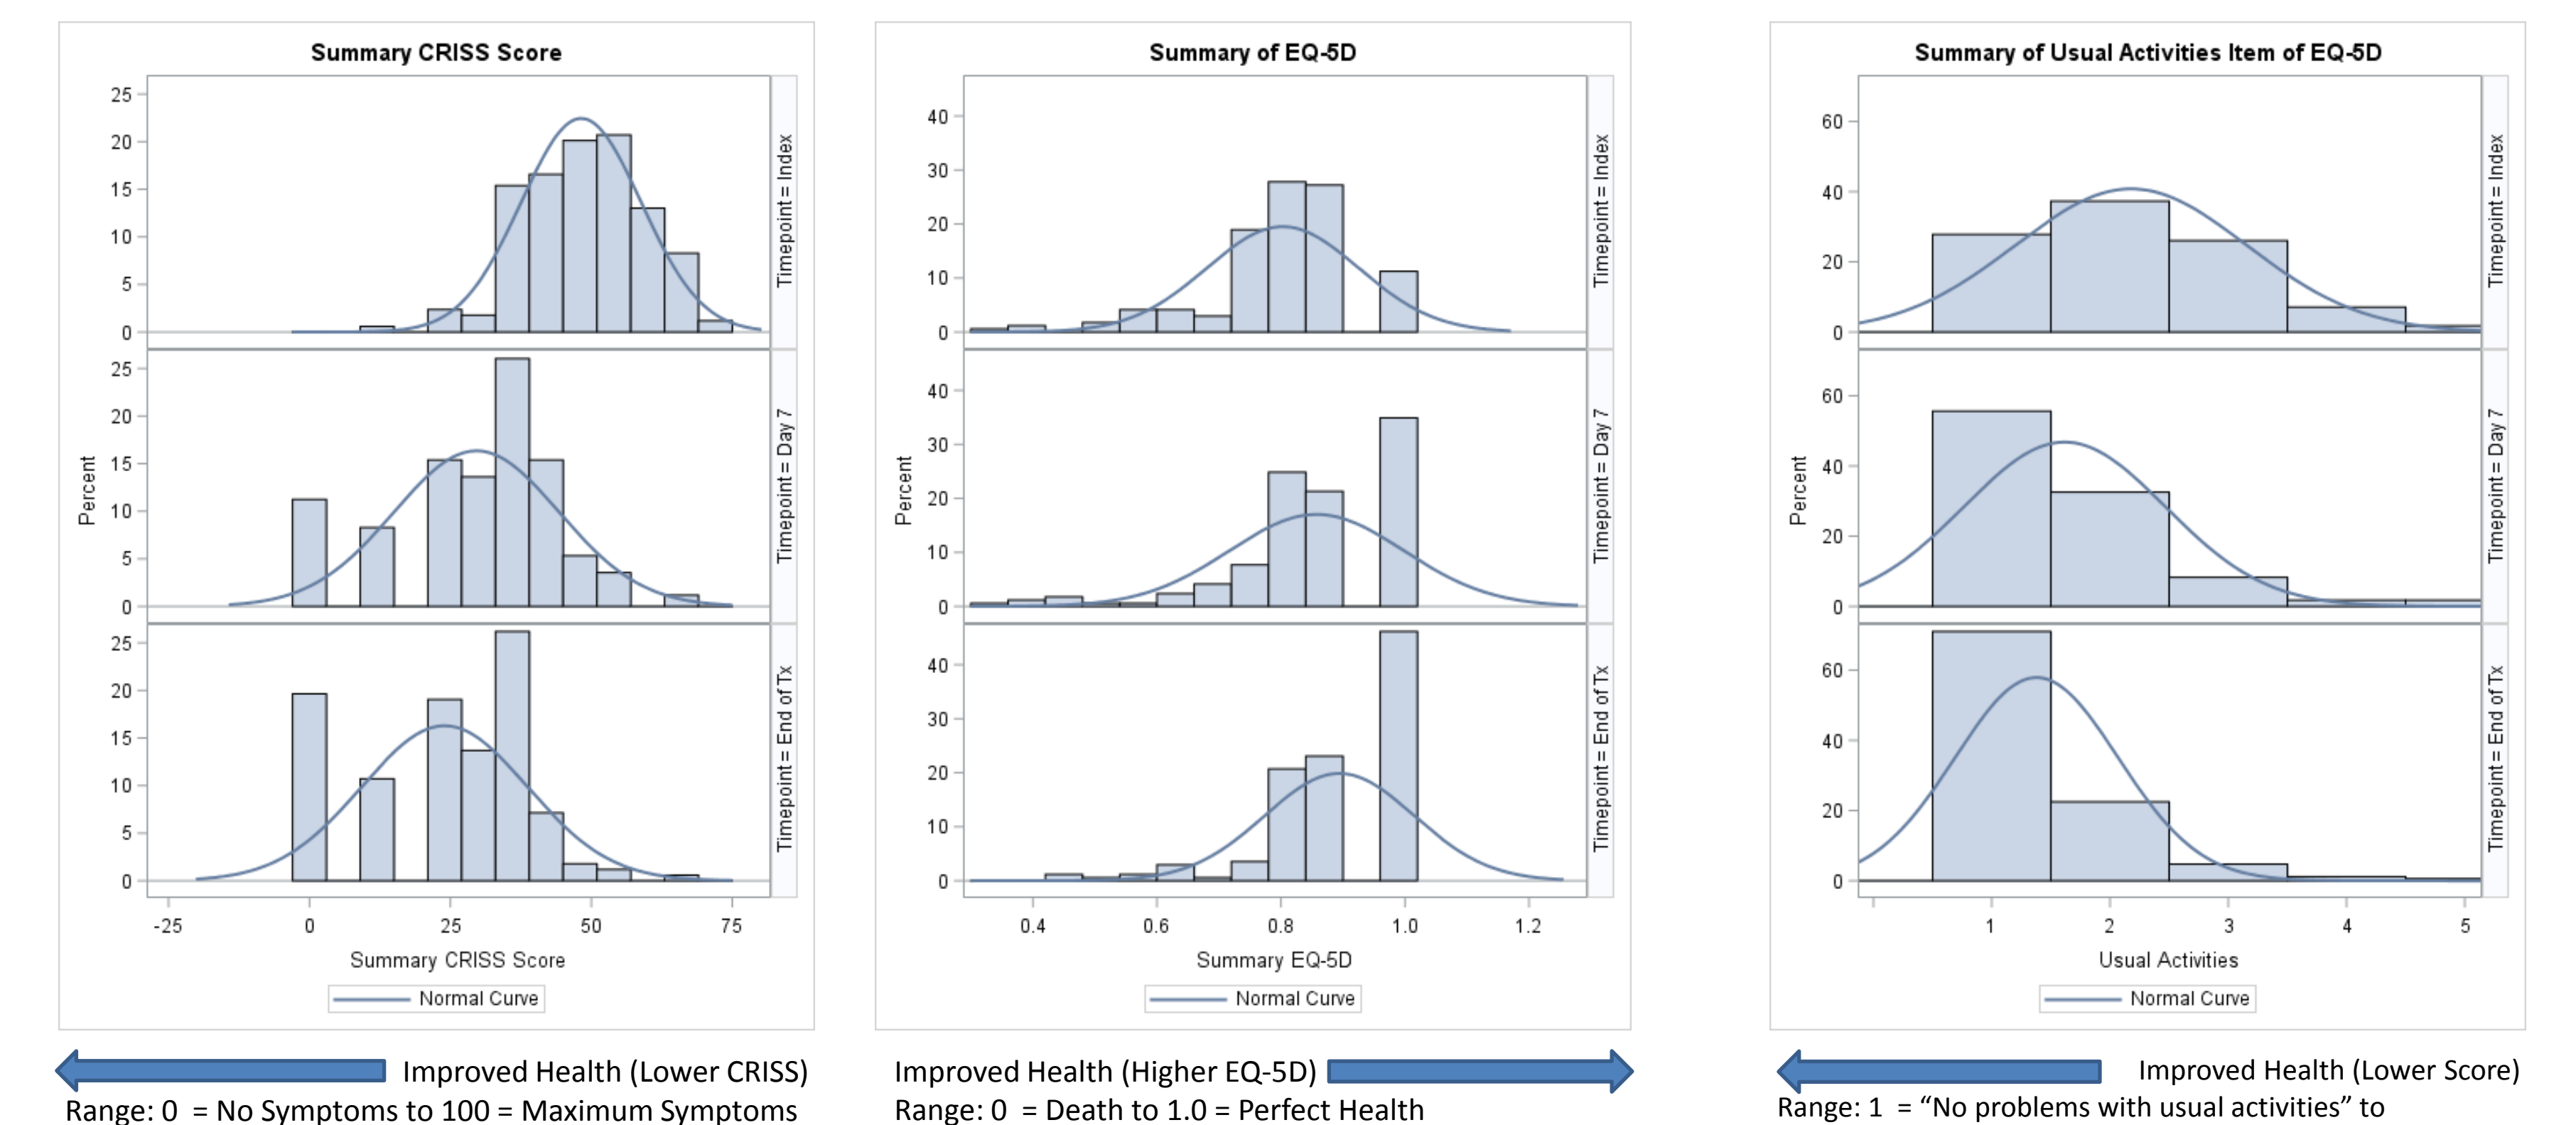 Summary CRISS Score
25
20
15
10
5
0
Timepoint = Index
25
20
15
10
5
0
Timepoint = Day 7
25
20
15
10
5
0
Timepoint = End of Tx
Percent
-25 0 25 50 75
Summary CRISS Score
Normal Curve
Improved Health (Lower CRISS)
Range: 0 = No Symptoms to 100 = Maximum Symptoms
Summary of EQ-5D
40
30
20
10
0
Timepoint = Index
40
30
20
10
0
Timepoint = Day 7
40
30
20
10
0
Timepoint = End of Tx
Percent
0.4 0.6 0.8 1.0 1.2
Summary EQ-5D
Normal Curve
Improved Health (Higher EQ-5D)
Range: 0 = Death to 1.0 = Perfect Health
Summary of Usual Activities Item of EQ-5D
60
40
20
0
Timepoint = Index
60
40
20
0
Timepoint = Day 7
60
40
20
0
Timepoint = End of Tx
Percent
1 2 3 4 5
Usual Activities
Normal Curve
Improved Health (Lower Score)
Range: 1 = “No problems with usual activities” to